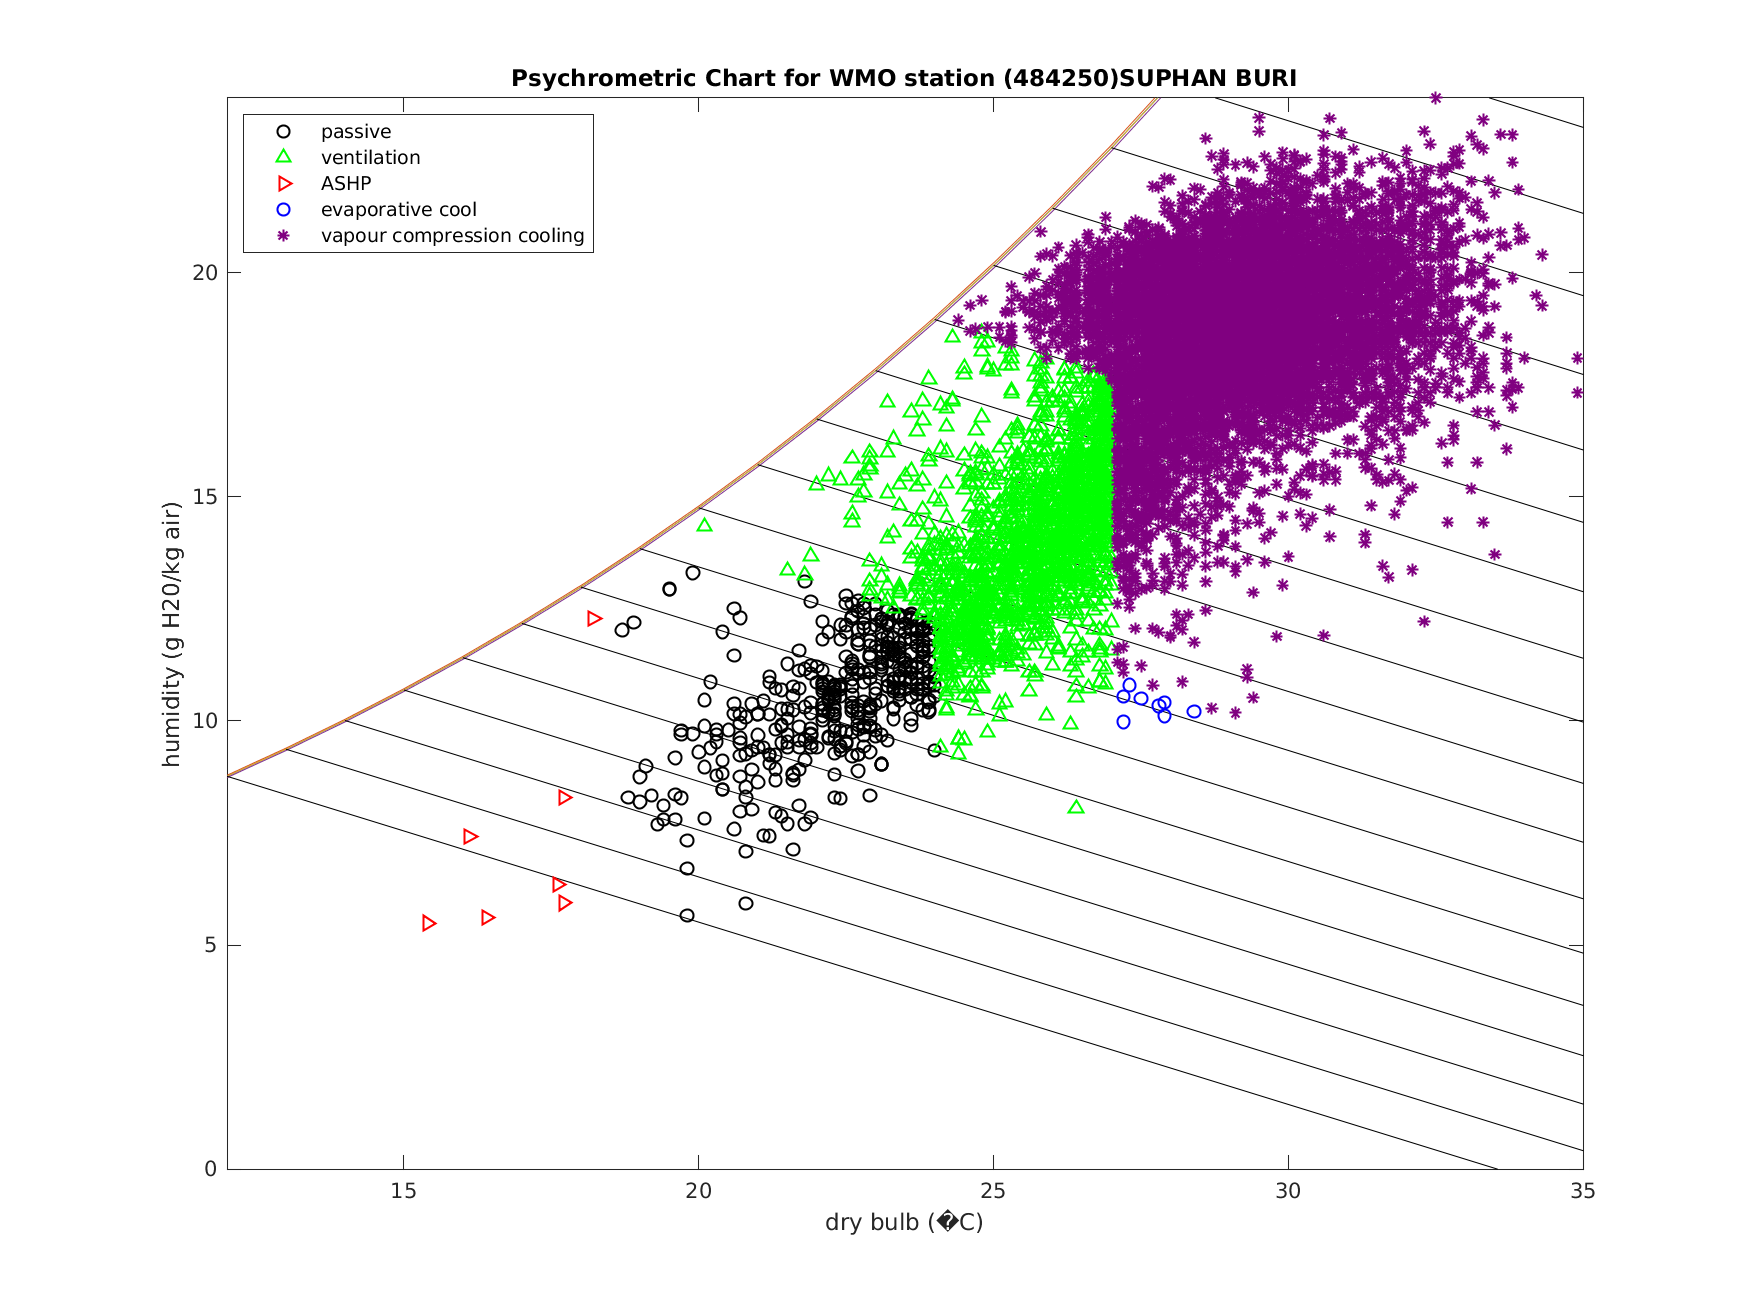 Psychrometric Chart for WMO station (484250)SUPHAN BURI
passive
ventilation
ASHP
evaporative cool
vapour compression cooling
humidity (g H20/kg air)
20
15
10
5
0
15
20
25
30
35
dry bulb (�C)